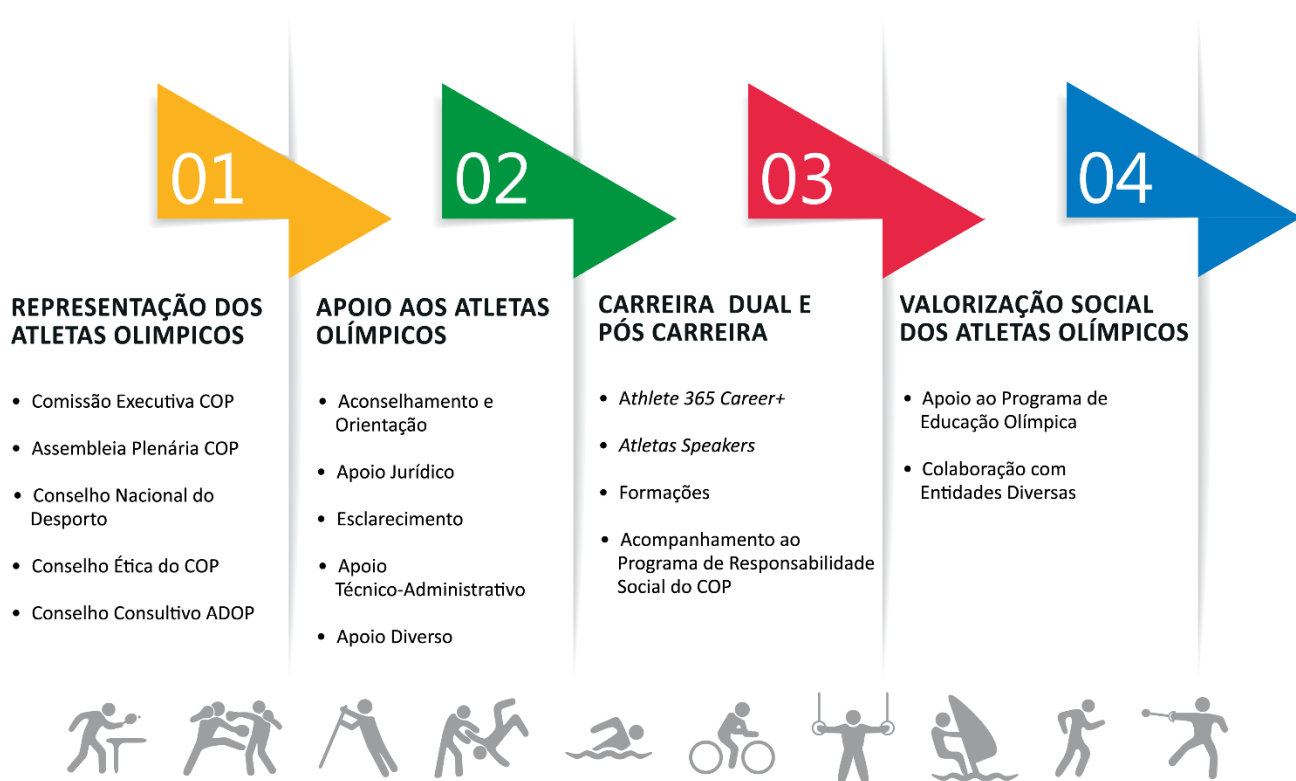 01
REPRESENTAÇÃO DOS
ATLETAS OLIMPICOS
• Comissão Executiva COP
• Assembleia Plenária COP
• Conselho Nacional do
Desporto
• Conselho Ética do COP
• Conselho Consultivo ADOP
02
APOIO AOS ATLETAS
OLÍMPICOS
• Aconselhamento e
Orientação
• Apoio Jurídico
• Esclarecimento
• Apoio
Técnico-Administrativo
• Apoio Diverso
03
CARREIRA DUAL E
PÓS CARREIRA
• Athlete 365 Career+
• Atletas Speakers
• Formações
• Acompanhamento ao
Programa de Responsabilidade
Social do COP
04
VALORIZAÇÃO SOCIAL
DOS ATLETAS OLÍMPICOS
• Apoio ao Programa de
Educação Olímpica
• Colaboração com
Entidades Diversas